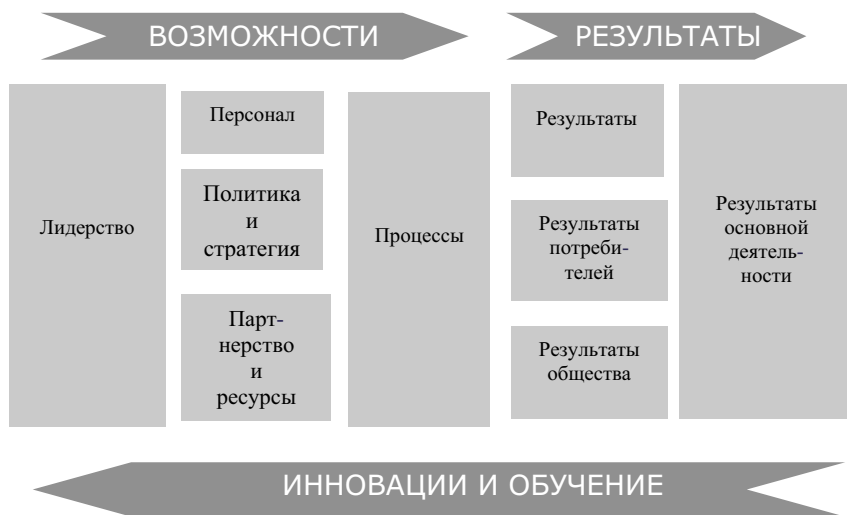 ВОЗМОЖНОСТИ
РЕЗУЛЬТАТЫ
Лидерство
Персонал
Политика
и
стратегия
Парт-
нерство
и
ресурсы
Процессы
Результаты
Результаты
потреби-
телей
Результаты
общества
Результаты
основной
деятель-
ности
ИННОВАЦИИ И ОБУЧЕНИЕ